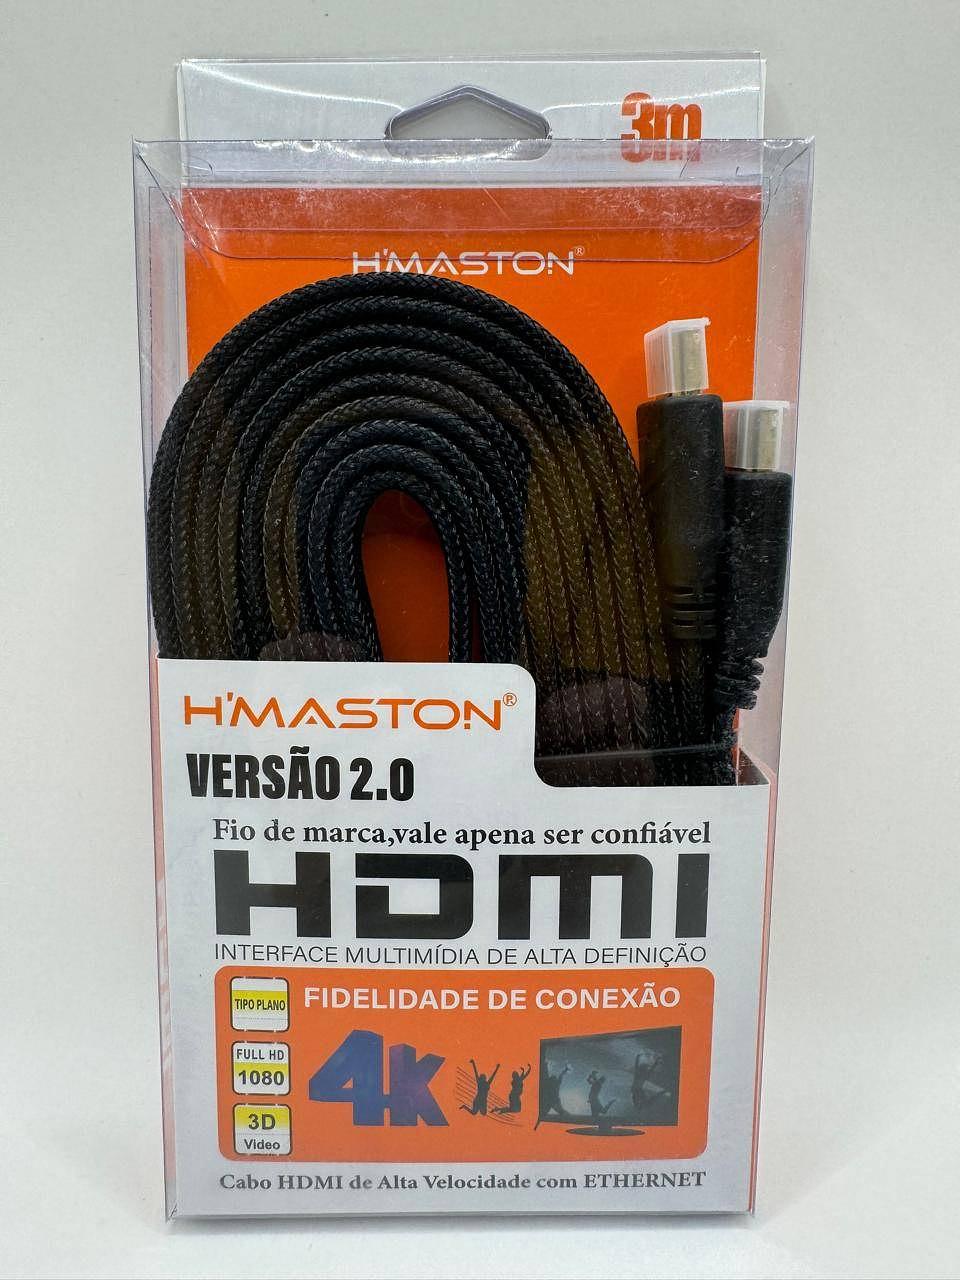 3m
H'MASTON®
H'MASTON®
VERSÃO 2.0
Fio de marca,vale apena ser confiável
HDMI
INTERFACE MULTIMÍDIA DE ALTA DEFINIÇÃO
TIPO PLANO
FIDELIDADE DE CONEXÃO
FULL HD
1080
4K
3D
Video
Cabo HDMI de Alta Velocidade com ETHERNET